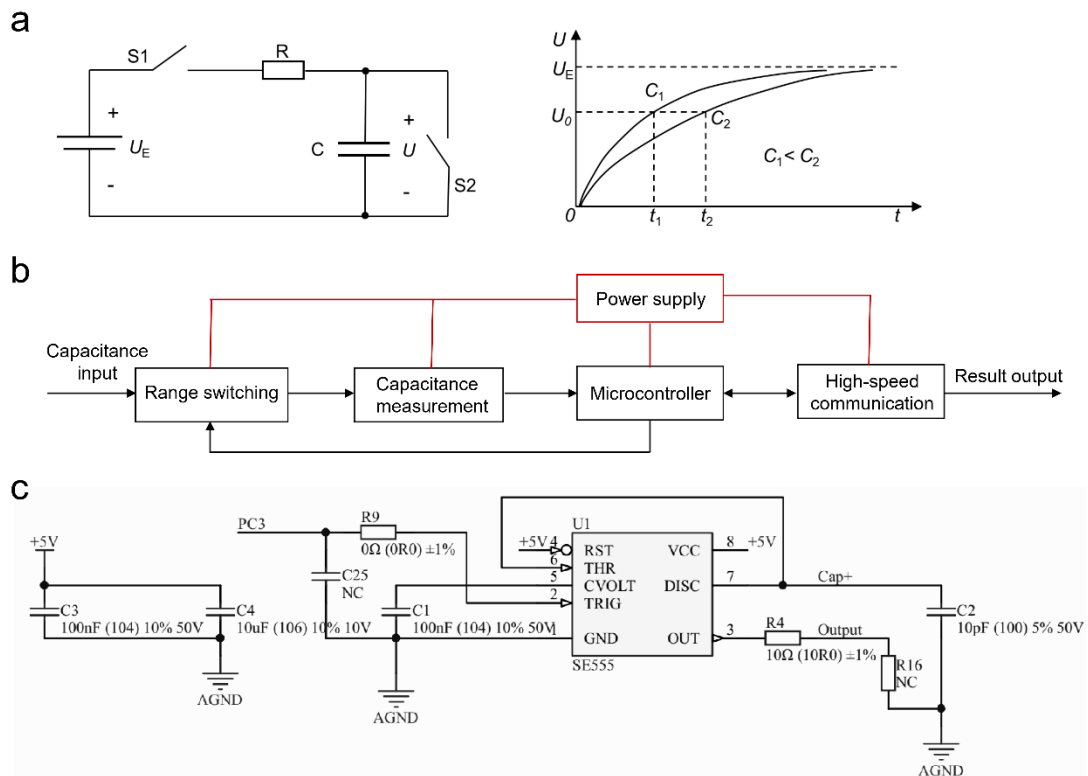 a
S1
R
+
U_E
-
C
+
U
-
S2
U
U_E
U_0
C_1
C_2
C_1 < C_2
0
t_1
t_2
t
b
Power supply
Capacitance
input
Range switching
Capacitance
measurement
Microcontroller
High-speed
communication
Result output
c
+5V
C3
100nF (104) 10% 50V
C4
10uF (106) 10% 10V
AGND
PC3
R9
0Ω (0R0) ±1%
C25
NC
C1
100nF (104) 10% 50V
AGND
U1
+5V 4
6
5
2
1
RST
THR
CVOLT
TRIG
GND
VCC
DISC
OUT
SE555
8 +5V
7
Cap+
3
R4
10Ω (10R0) ±1%
Output
R16
NC
C2
10pF (100) 5% 50V
AGND